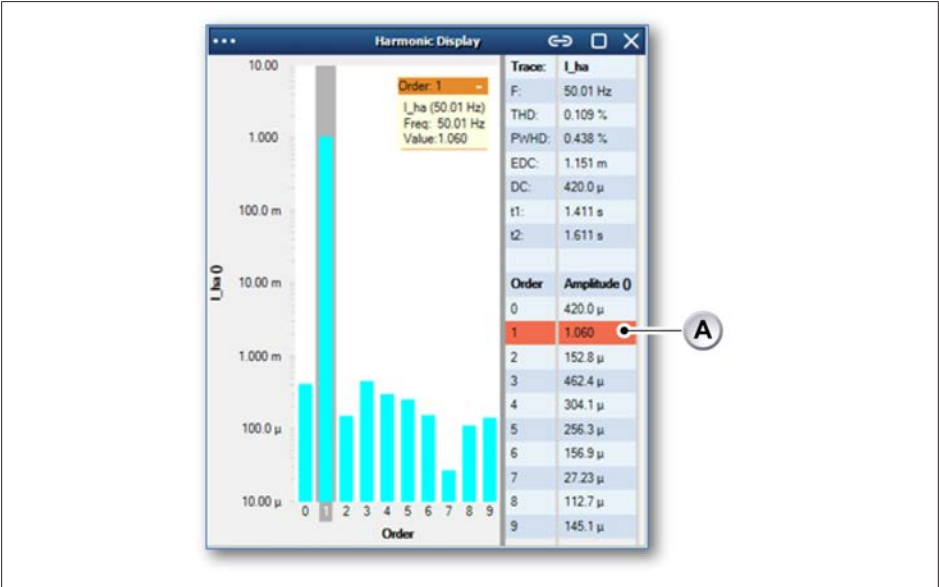 Harmonic Display
10.00
1.000
100.0 m
10.00 m
1.000 m
100.0 µ
10.00 µ
I_ha ()
0 1 2 3 4 5 6 7 8 9
Order
Order: 1 -
I_ha (50.01 Hz)
Freq: 50.01 Hz
Value:1.060
Trace: I_ha
F: 50.01 Hz
THD: 0.109 %
PWHD: 0.438 %
EDC: 1.151 m
DC: 420.0 µ
t1: 1.411 s
t2: 1.611 s
Order Amplitude ()
0 420.0 µ
1 1.060
2 152.8 µ
3 462.4 µ
4 304.1 µ
5 256.3 µ
6 156.9 µ
7 27.23 µ
8 112.7 µ
9 145.1 µ
A